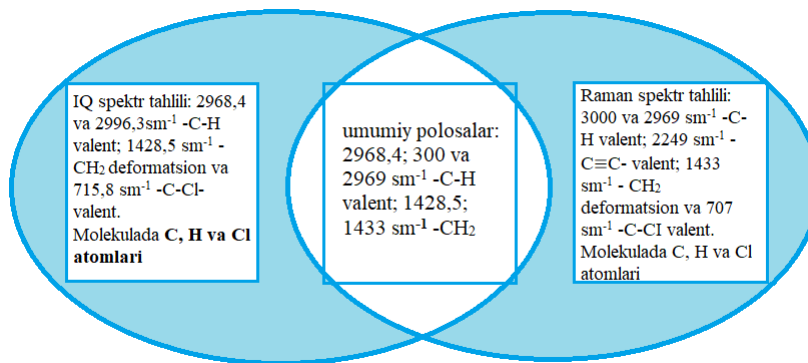 IQ spektr tahlili: 2968,4
va 2996,3sm⁻¹ -C-H
valent; 1428,5 sm⁻¹ -
CH₂ deformatsion va
715,8 sm⁻¹ -C-Cl-
valent.
Molekulada C, H va Cl
atomlari
umumiy polosalar:
2968,4; 300 va
2969 sm⁻¹ -C-H
valent; 1428,5;
1433 sm⁻¹ -CH₂
Raman spektr tahlili:
3000 va 2969 sm⁻¹ -C-
H valent; 2249 sm⁻¹ -
C≡C- valent; 1433
sm⁻¹ - CH₂
deformatsion va 707
sm⁻¹ -C-CI valent.
Molekulada C, H va Cl
atomlari